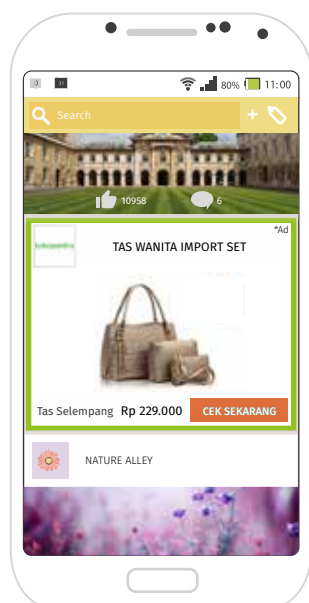 31
80%
11:00
Search
+
10958
6
*Ad
TAS WANITA IMPORT SET
Tas Selempang Rp 229.000 CEK SEKARANG
NATURE ALLEY